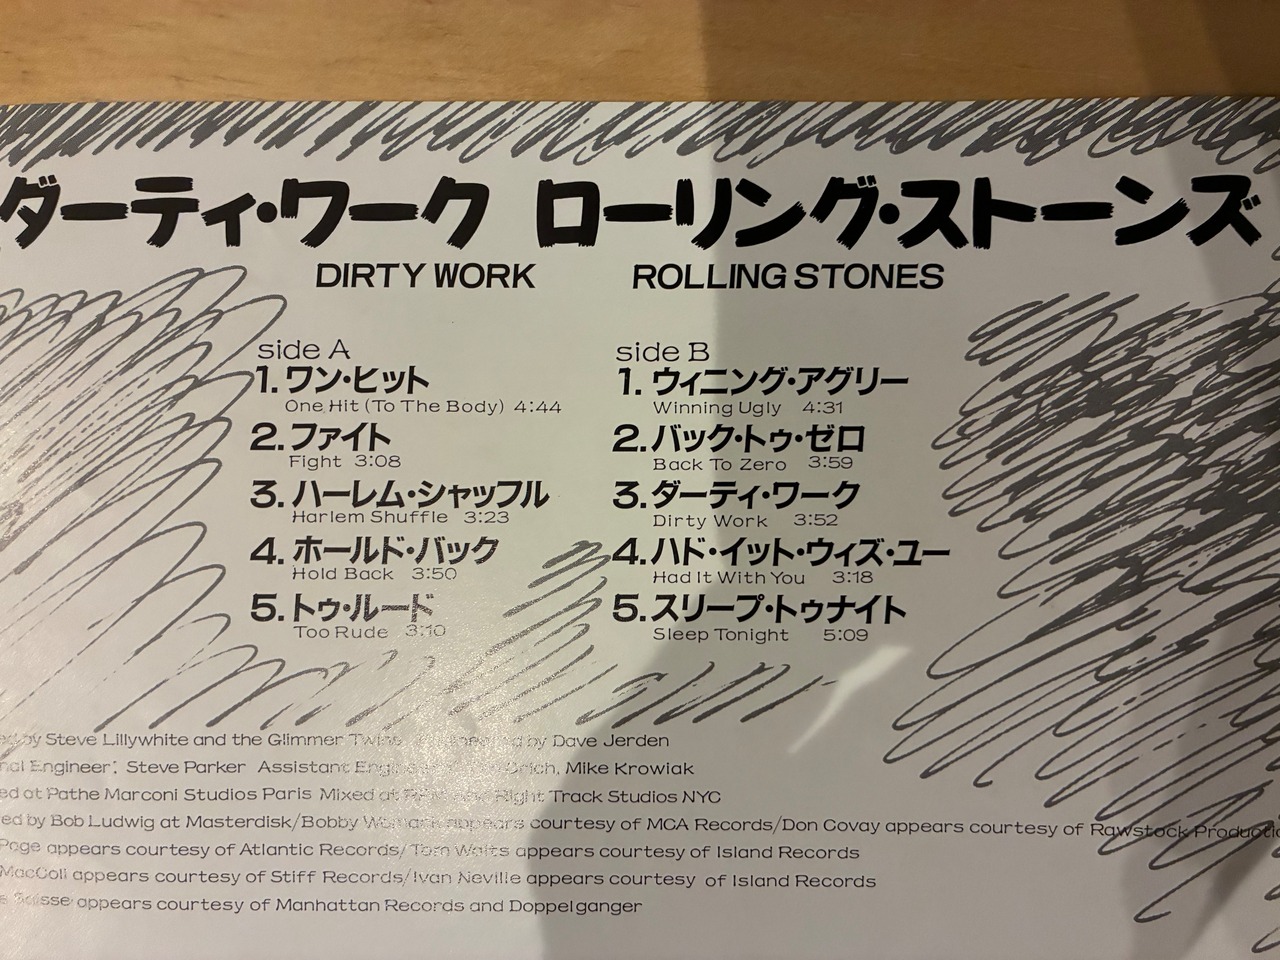 ダーティ・ワーク ローリング・ストーンズ
DIRTY WORK ROLLING STONES
side A
1. ワン・ヒット
One Hit (To The Body) 4:44
2. ファイト
Fight 3:08
3. ハーレム・シャッフル
Harlem Shuffle 3:23
4. ホールド・バック
Hold Back 3:50
5. トゥ・ルード
Too Rude 3:10
side B
1. ウィニング・アグリー
Winning Ugly 4:31
2. バック・トゥ・ゼロ
Back To Zero 3:59
3. ダーティ・ワーク
Dirty Work 3:52
4. ハド・イット・ウィズ・ユー
Had It With You 3:18
5. スリープ・トゥナイト
Sleep Tonight 5:09
by Steve Lillywhite and the Glimmer Twins by Dave Jerden
Engineer: Steve Parker Assistant Mike Krowiak
at Pathe Marconi Studios Paris Mixed at Right Track Studios NYC
by Bob Ludwig at Masterdisk/Bobby Womack appears courtesy of MCA Records/Don Covay appears courtesy of Rawstock
Page appears courtesy of Atlantic Records/Tom Waits appears courtesy of Island Records
MacColl appears courtesy of Stiff Records/Ivan Neville appears courtesy of Island Records
Suisse appears courtesy of Manhattan Records and Doppelganger